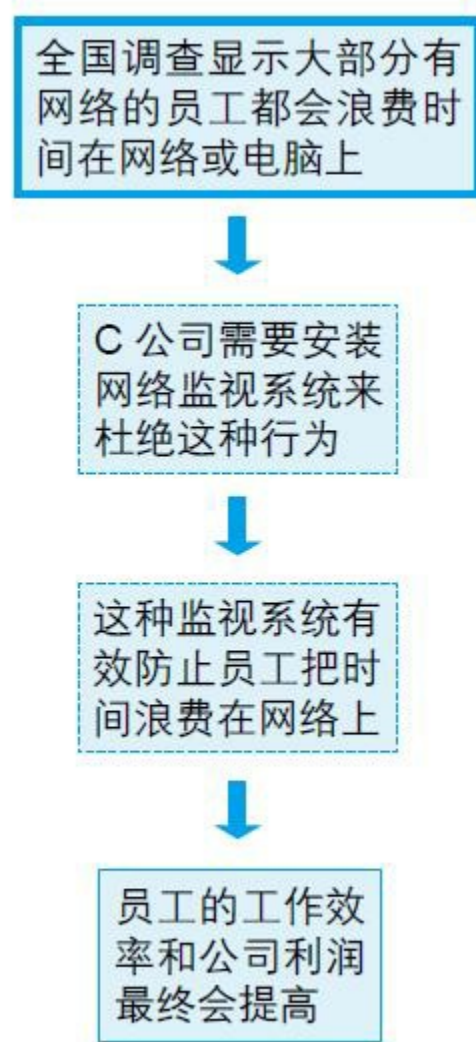 全国调查显示大部分有
网络的员工都会浪费时
间在网络或电脑上
C 公司需要安装
网络监视系统来
杜绝这种行为
这种监视系统有
效防止员工把时
间浪费在网络上
员工的工作效
率和公司利润
最终会提高